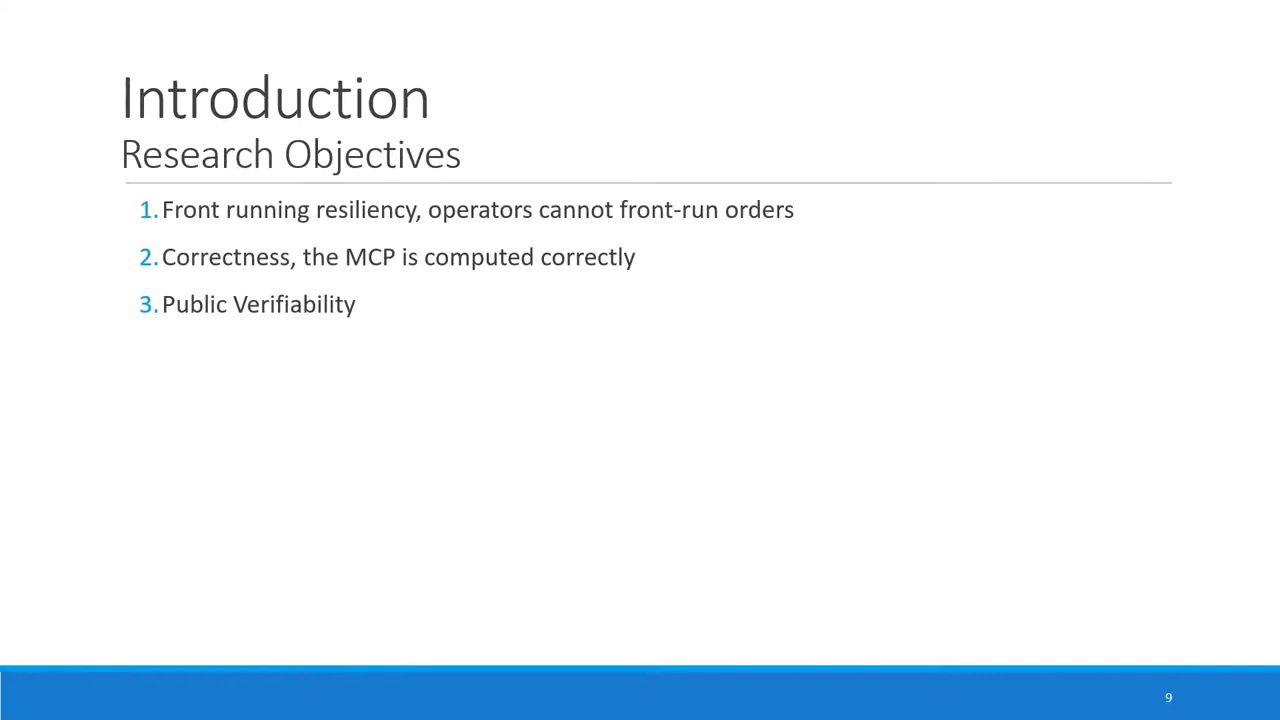 Introduction
Research Objectives
1. Front running resiliency, operators cannot front-run orders
2. Correctness, the MCP is computed correctly
3. Public Verifiability
9